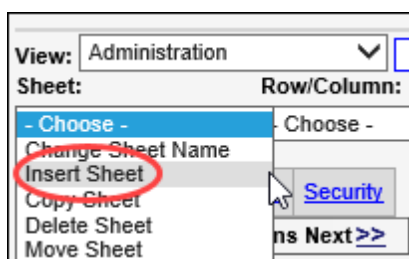 View: Administration
Sheet: Row/Column:
- Choose - - Choose -
Change Sheet Name
Insert Sheet
Copy Sheet Security
Delete Sheet ns Next >>
Move Sheet